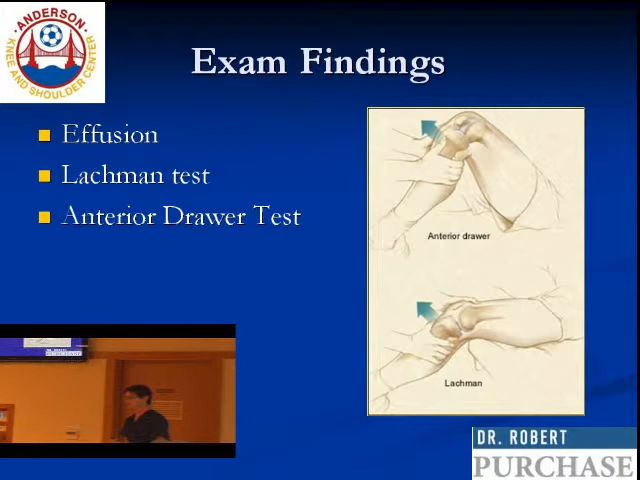 ANDERSON
KNEE AND SHOULDER CENTER
Exam Findings
Effusion
Lachman test
Anterior Drawer Test
Anterior drawer
Lachman
DR. ROBERT
PURCHASE